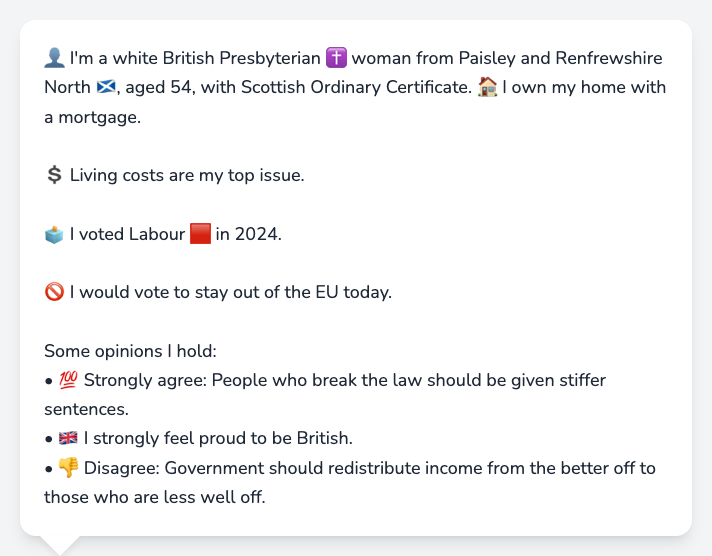 👤 I'm a white British Presbyterian ✝️ woman from Paisley and Renfrewshire
North 🏴󠁧󠁢󠁳󠁣󠁴󠁿, aged 54, with Scottish Ordinary Certificate. 🏠 I own my home with
a mortgage.
💲 Living costs are my top issue.
🗳️ I voted Labour 🟥 in 2024.
🚫 I would vote to stay out of the EU today.
Some opinions I hold:
• 💯 Strongly agree: People who break the law should be given stiffer
sentences.
• 🇬🇧 I strongly feel proud to be British.
• 👎 Disagree: Government should redistribute income from the better off to
those who are less well off.